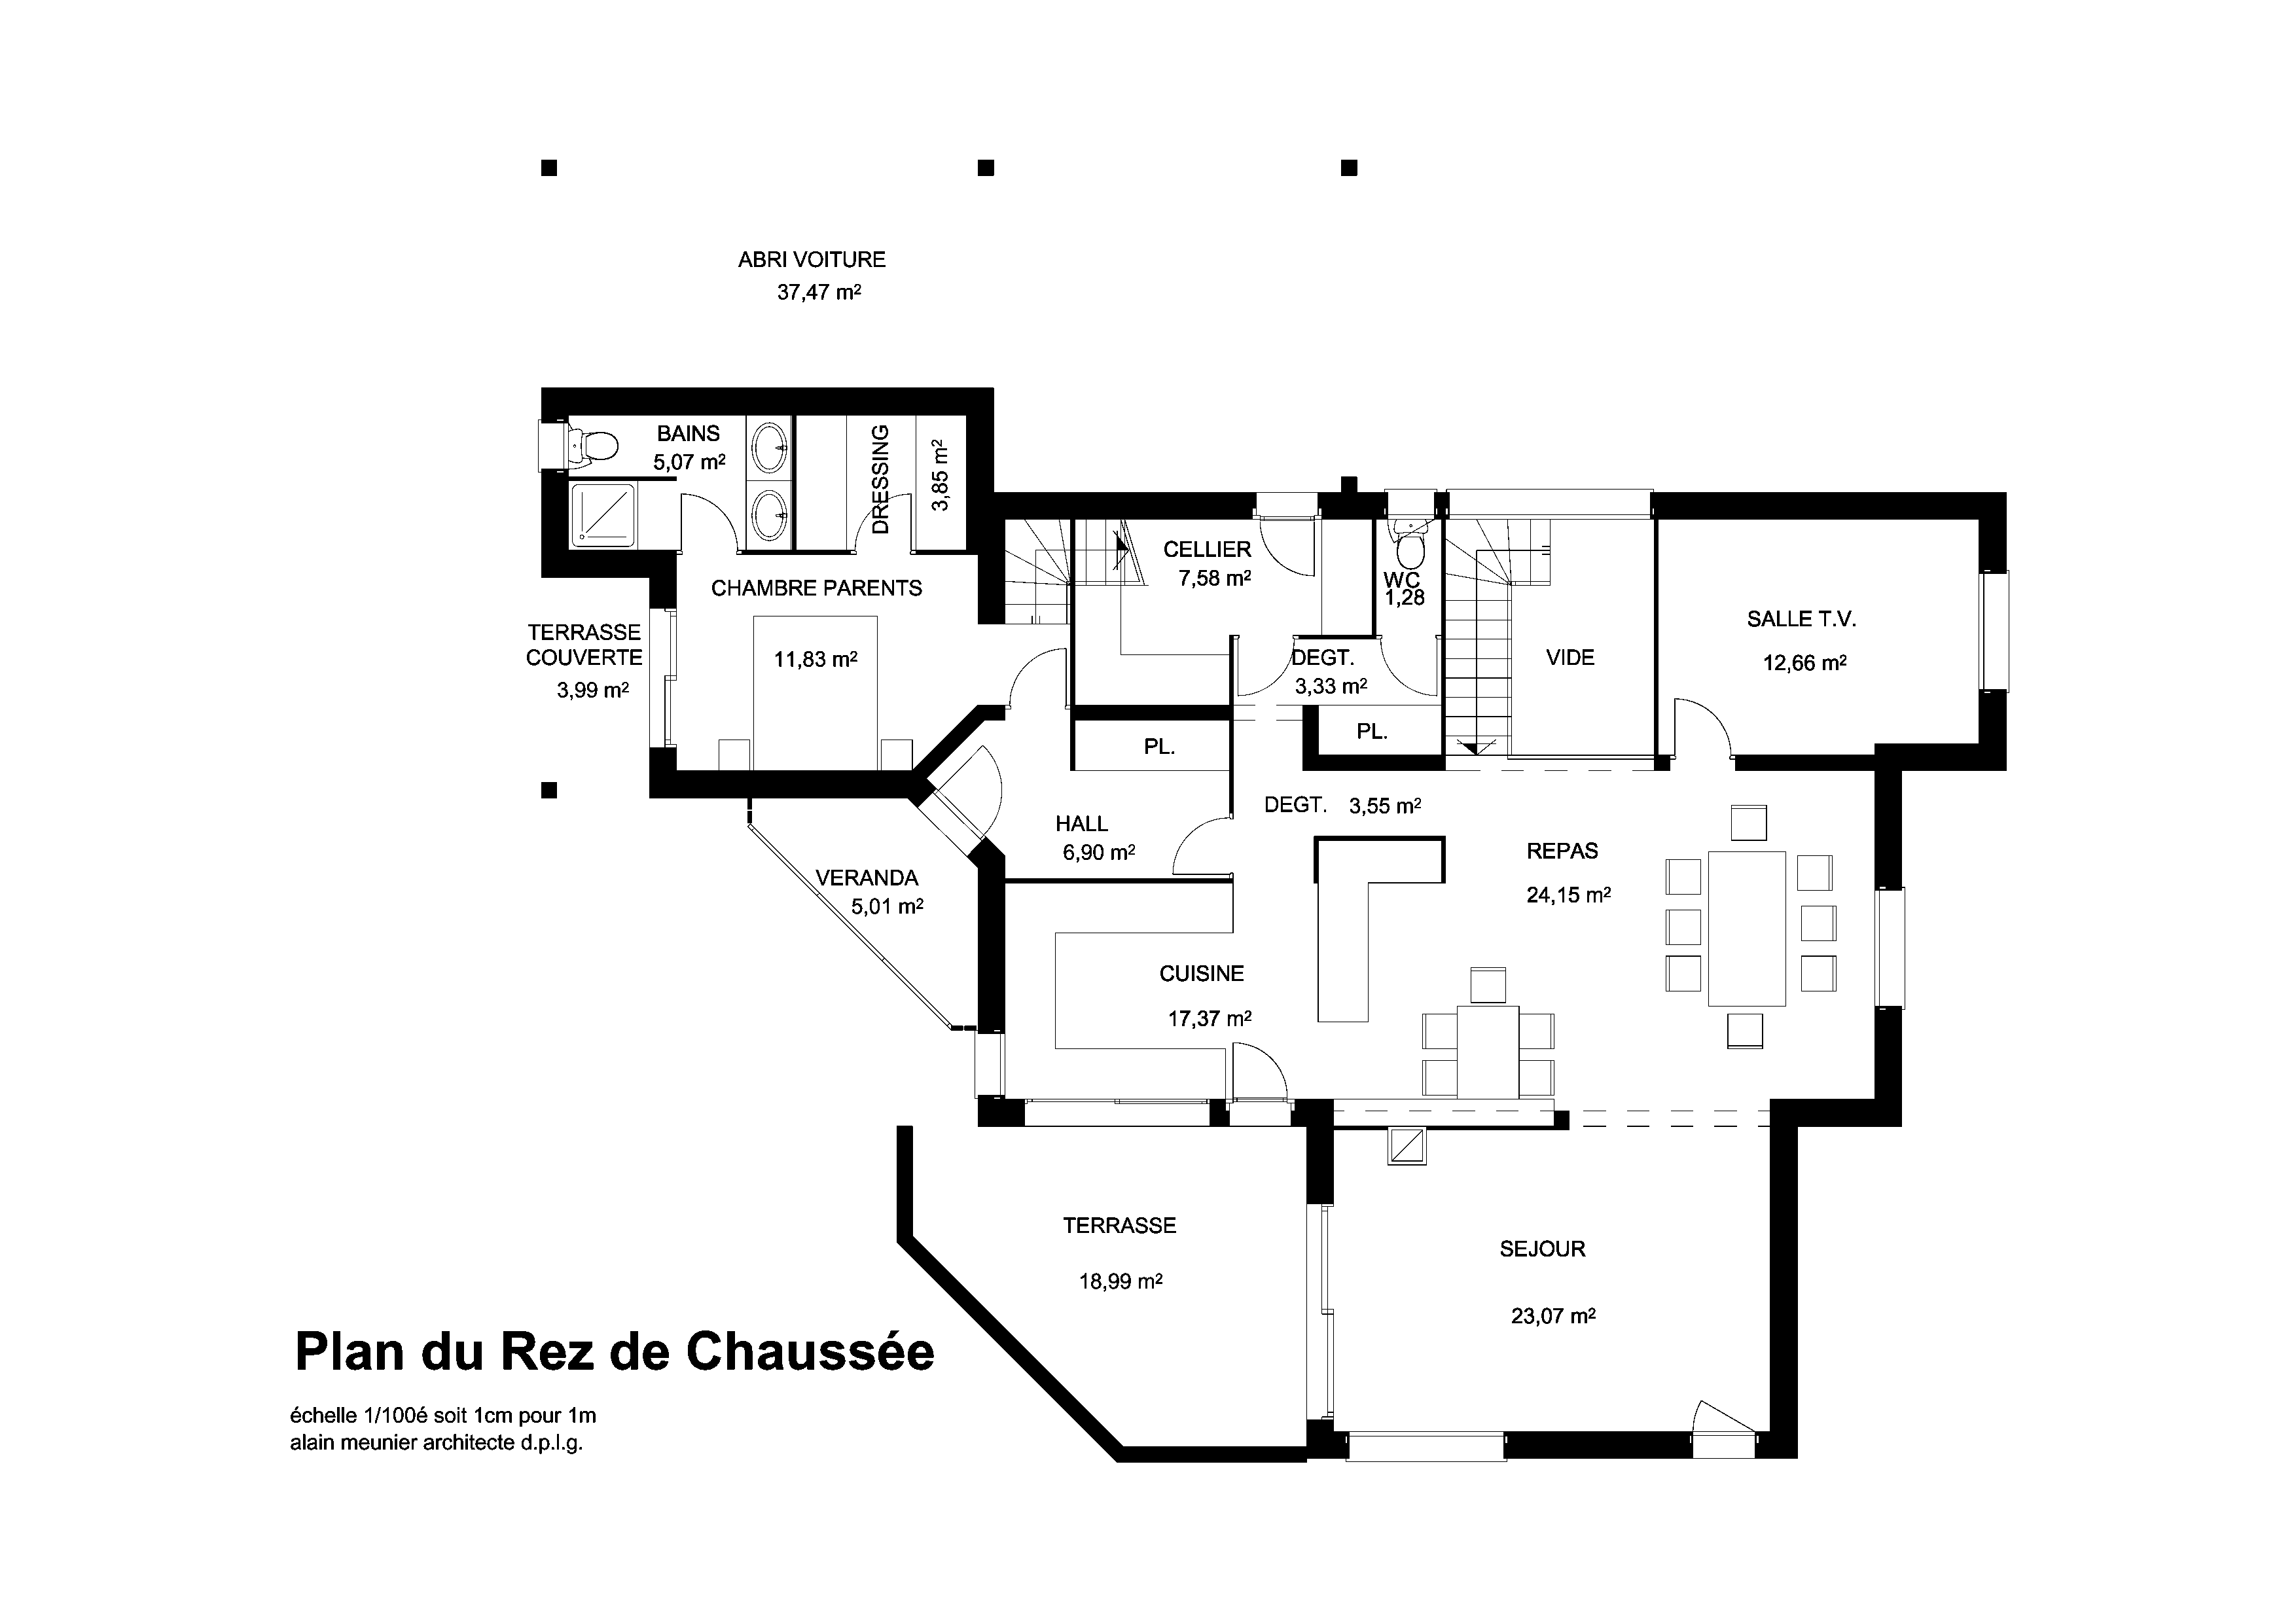 ABRI VOITURE
37,47 m²
BAINS
5,07 m²
DRESSING
3,85 m²
CHAMBRE PARENTS
11,83 m²
TERRASSE
COUVERTE
3,99 m²
CELLIER
7,58 m²
WC
1,28
DEGT.
3,33 m²
PL.
PL.
VIDE
SALLE T.V.
12,66 m²
HALL
6,90 m²
DEGT. 3,55 m²
VERANDA
5,01 m²
REPAS
24,15 m²
CUISINE
17,37 m²
TERRASSE
18,99 m²
SEJOUR
23,07 m²
Plan du Rez de Chaussée
échelle 1/100é soit 1cm pour 1m
alain meunier architecte d.p.l.g.